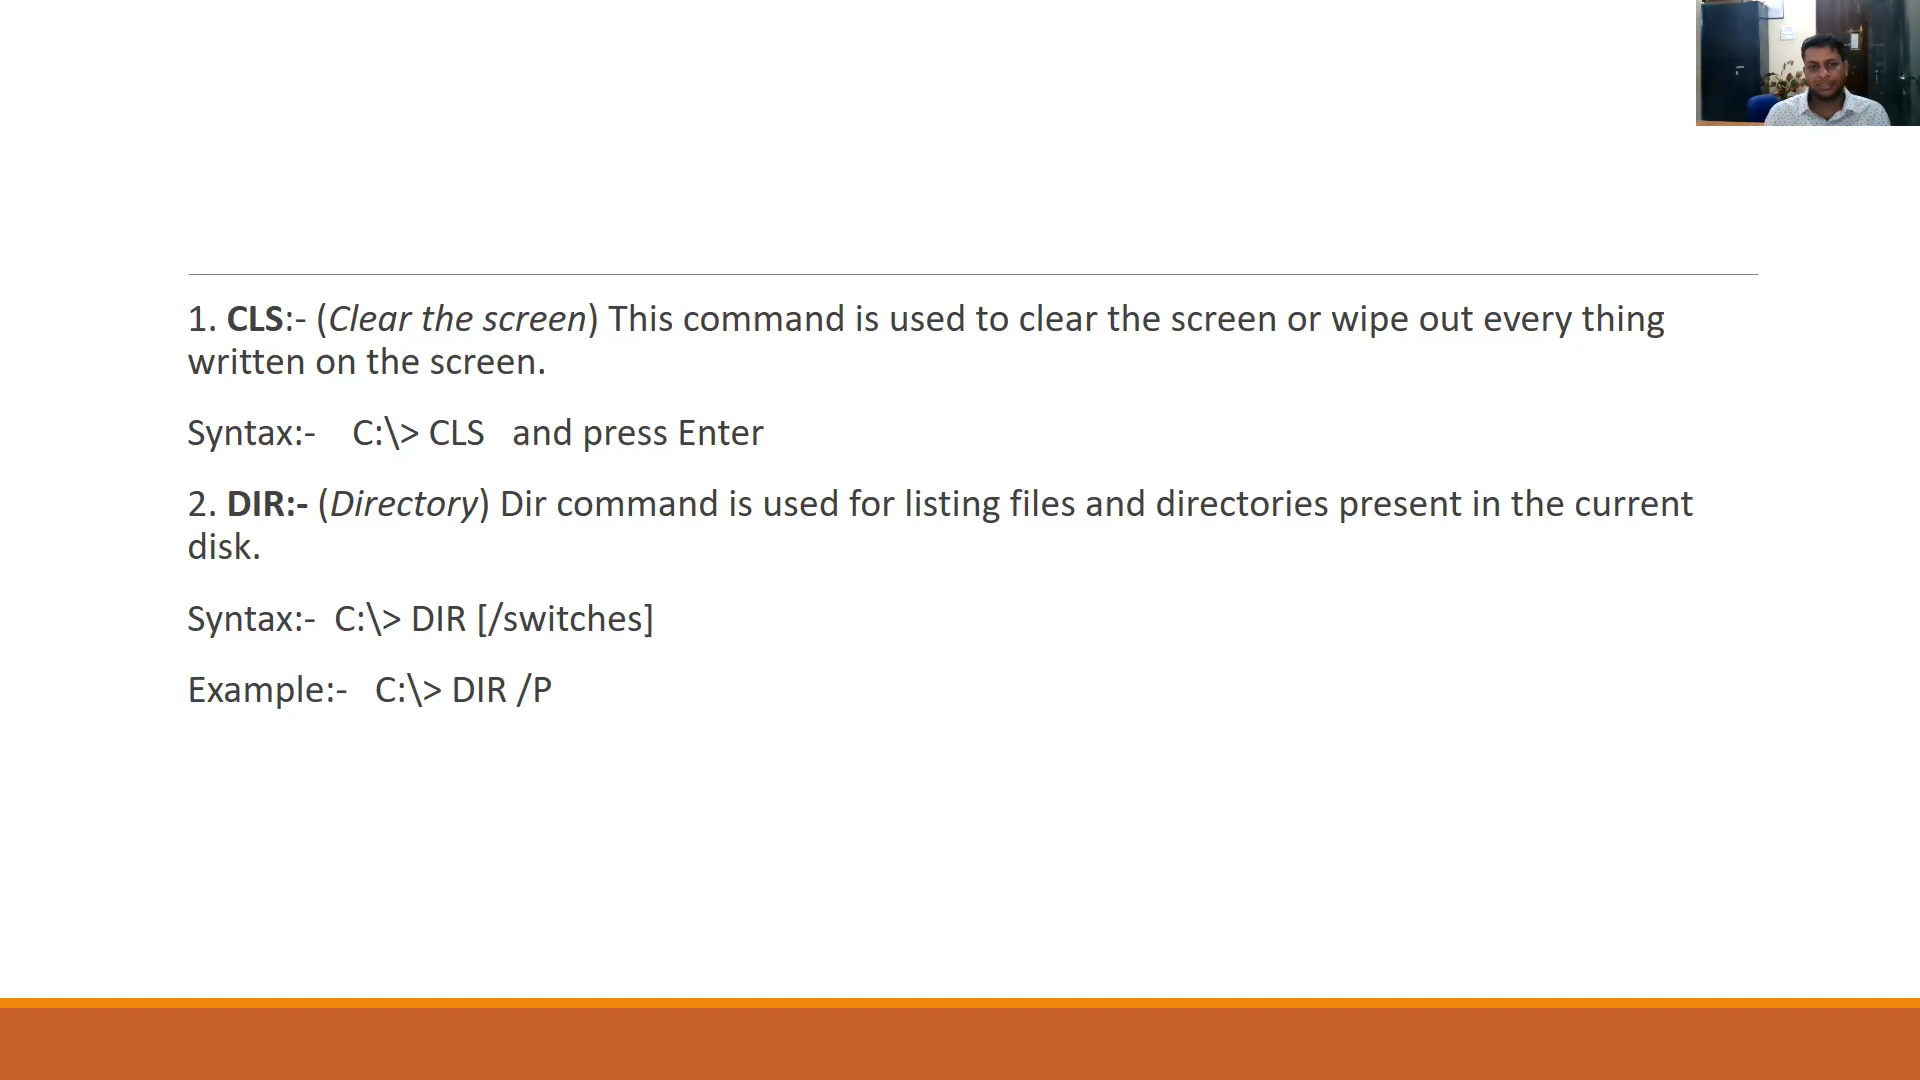 1. CLS:- (Clear the screen) This command is used to clear the screen or wipe out every thing
written on the screen.
Syntax:- C:\> CLS and press Enter
2. DIR:- (Directory) Dir command is used for listing files and directories present in the current
disk.
Syntax:- C:\> DIR [/switches]
Example:- C:\> DIR /P